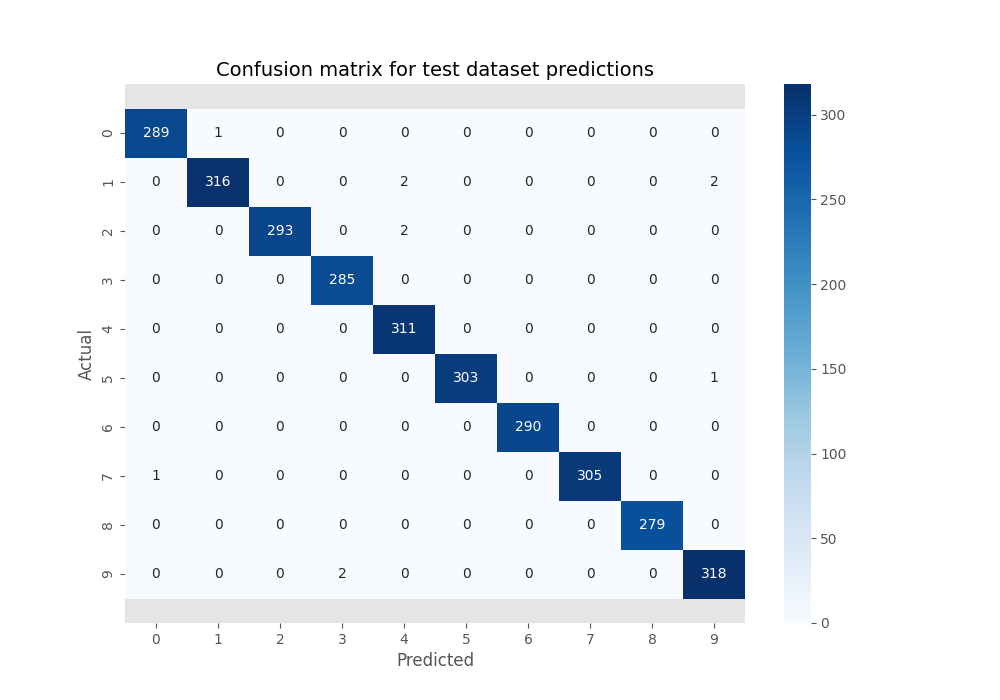 Confusion matrix for test dataset predictions
0 289 1 0 0 0 0 0 0 0 0
1 0 316 0 0 2 0 0 0 0 2
2 0 0 293 0 2 0 0 0 0 0
3 0 0 0 285 0 0 0 0 0 0
4 0 0 0 0 311 0 0 0 0 0
5 0 0 0 0 0 303 0 0 0 1
6 0 0 0 0 0 0 290 0 0 0
7 1 0 0 0 0 0 0 305 0 0
8 0 0 0 0 0 0 0 0 279 0
9 0 0 0 2 0 0 0 0 0 318
0 1 2 3 4 5 6 7 8 9
Predicted
Actual
300
250
200
150
100
50
0